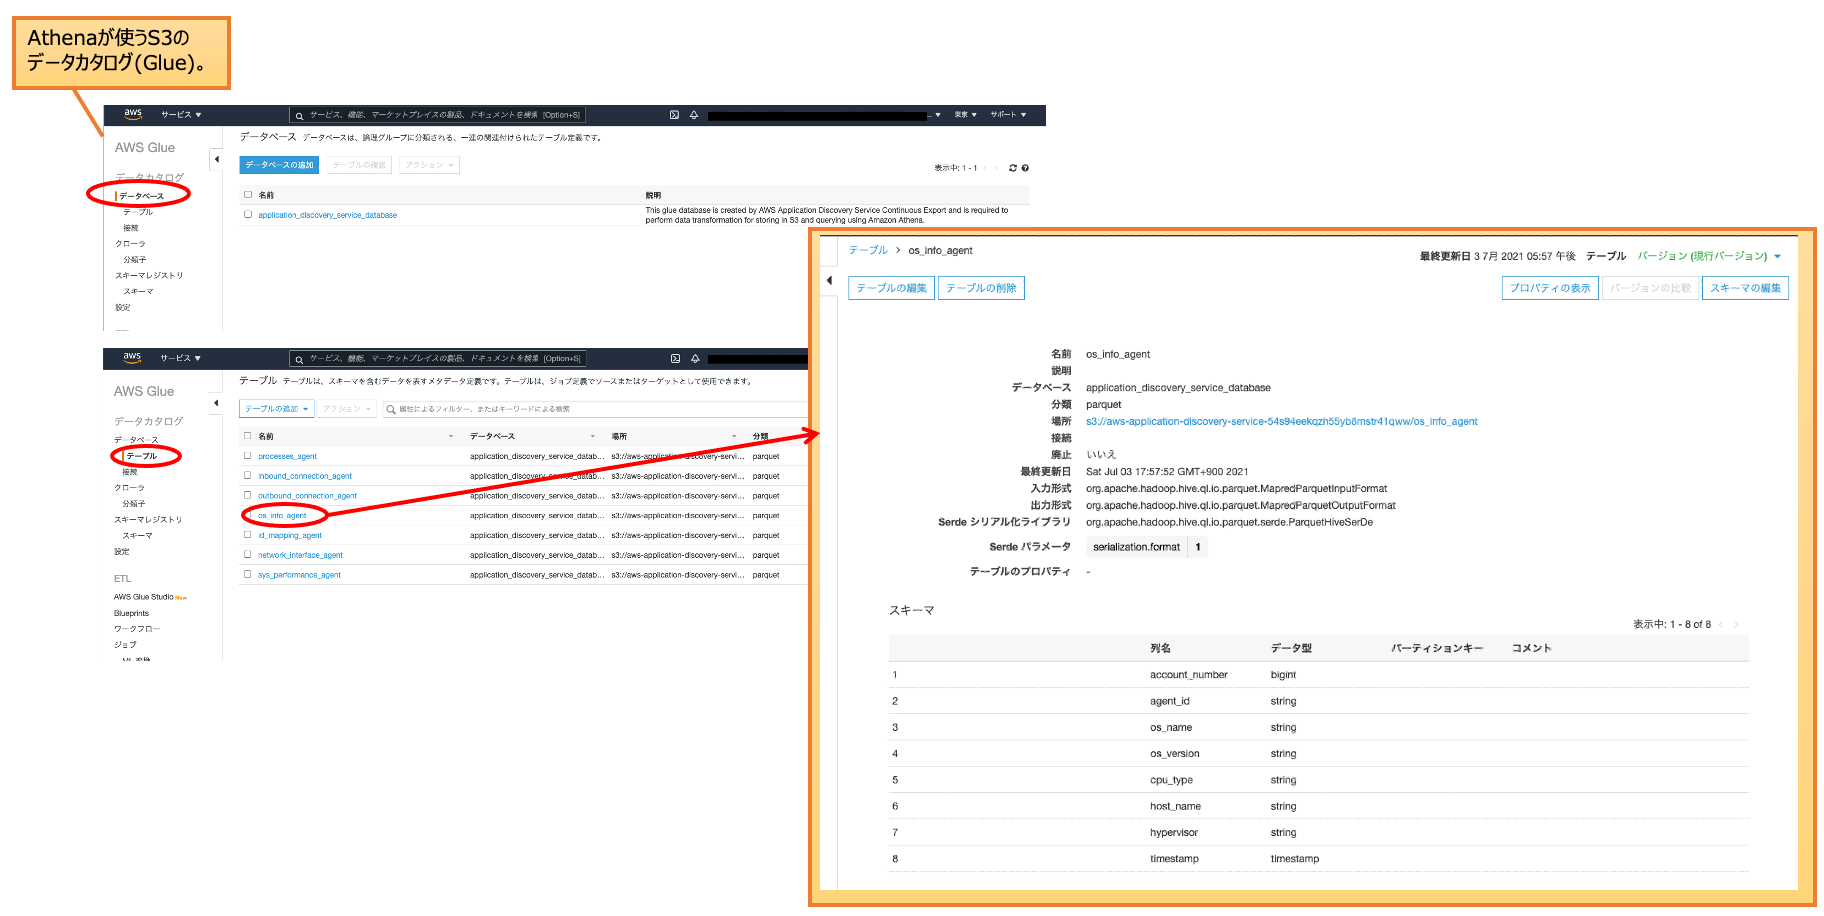 Athenaが使うS3の
データカタログ(Glue)。
aws サービス ▼ サービス、機能、マーケットプレイスの製品、ドキュメントを検索 [Option+S] ... ▼ 東京 ▼ サポート ▼
AWS Glue
データカタログ
データベース
テーブル
接続
クローラ
分類子
スキーマレジストリ
スキーマ
設定
データベース データベースは、論理グループに分類される、一連の関連付けられたテーブル定義です。
データベースの追加 テーブルの確認 アクション
表示中: 1 - 1
名前 説明
application_discovery_service_database This glue database is created by AWS Application Discovery Service Continuous Export and is required to
perform data transformation for storing in S3 and querying using Amazon Athena.
aws サービス ▼ サービス、機能、マーケットプレイスの製品、ドキュメントを検索 [Option+S]
AWS Glue
データカタログ
データベース
テーブル
接続
クローラ
分類子
スキーマレジストリ
スキーマ
設定
ETL
AWS Glue Studio New
Blueprints
ワークフロー
ジョブ
ML 変換
テーブル テーブルは、スキーマを含むデータを表すメタデータ定義です。テーブルは、ジョブ定義でソースまたはターゲットとして使用できます。
テーブルの追加 アクション 属性によるフィルター、またはキーワードによる検索
名前 データベース 場所 分類
processes_agent application_discovery_service_datab... s3://aws-application-discovery-servi... parquet
inbound_connection_agent application_discovery_service_datab... s3://aws-application-discovery-servi... parquet
outbound_connection_agent application_discovery_service_datab... s3://aws-application-discovery-servi... parquet
os_info_agent application_discovery_service_datab... s3://aws-application-discovery-servi... parquet
id_mapping_agent application_discovery_service_datab... s3://aws-application-discovery-servi... parquet
network_interface_agent application_discovery_service_datab... s3://aws-application-discovery-servi... parquet
sys_performance_agent application_discovery_service_datab... s3://aws-application-discovery-servi... parquet
テーブル > os_info_agent
最終更新日 3 7月 2021 05:57 午後 テーブル バージョン (現行バージョン)
テーブルの編集 テーブルの削除
プロパティの表示 バージョンの比較 スキーマの編集
名前 os_info_agent
説明
データベース application_discovery_service_database
分類 parquet
場所 s3://aws-application-discovery-service-54s94eekqzh55yb8mstr41qww/os_info_agent
接続
廃止 いいえ
最終更新日 Sat Jul 03 17:57:52 GMT+900 2021
入力形式 org.apache.hadoop.hive.ql.io.parquet.MapredParquetInputFormat
出力形式 org.apache.hadoop.hive.ql.io.parquet.MapredParquetOutputFormat
Serde シリアル化ライブラリ org.apache.hadoop.hive.ql.io.parquet.serde.ParquetHiveSerDe
Serde パラメータ serialization.format 1
テーブルのプロパティ -
スキーマ
表示中: 1 - 8 of 8
列名 データ型 パーティションキー コメント
1 account_number bigint
2 agent_id string
3 os_name string
4 os_version string
5 cpu_type string
6 host_name string
7 hypervisor string
8 timestamp timestamp